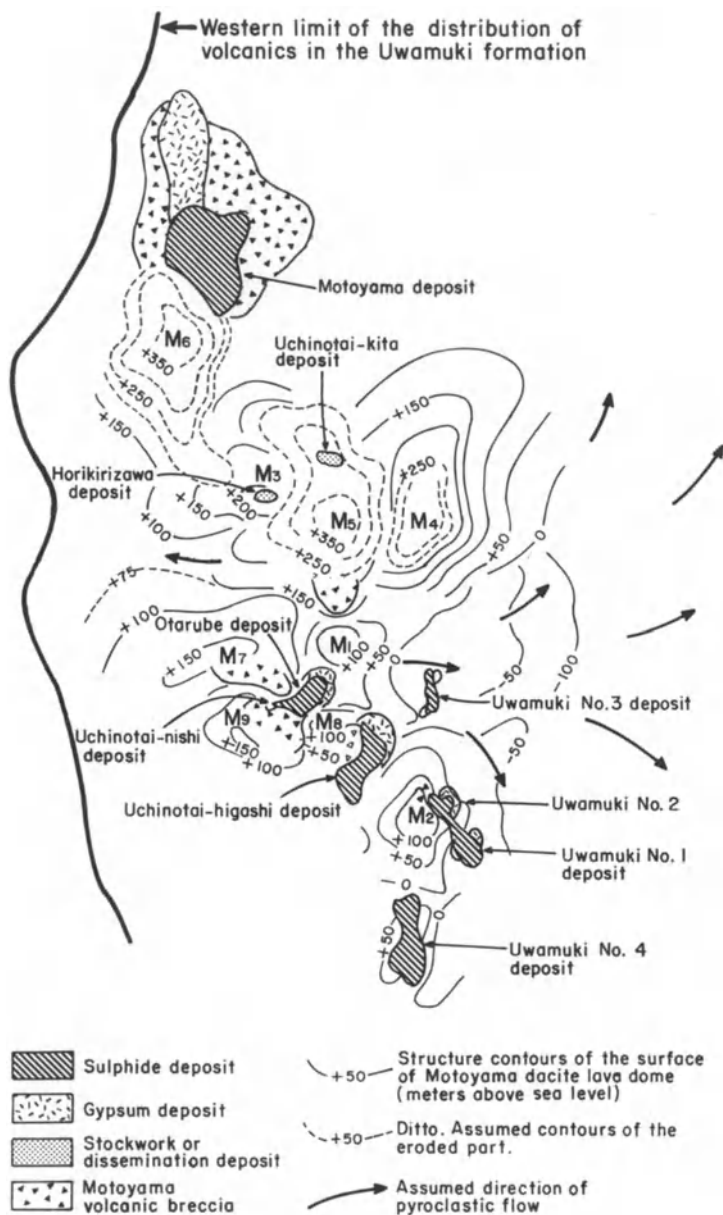 Western limit of the distribution of
volcanics in the Uwamuki formation
Motoyama deposit
M6
+350
+250
+150
Uchinotai-kita
deposit
+150
+250
Horikirizawa
deposit
M3
+200
+150
+100
M5
+350
+250
M4
+50
0
+75
+100
+150
Otarube deposit
M1
+100
+50
0
-50
-100
+150
M7
Uwamuki No.3 deposit
Uchinotai-nishi
deposit
M9
+150
+100
M8
+100
+50
-50
Uchinotai-higashi deposit
M2
+100
+50
Uwamuki No. 2
Uwamuki No. 1
deposit
0
0
+50
Uwamuki No. 4
deposit
Sulphide deposit
Gypsum deposit
Stockwork or
dissemination deposit
Motoyama
volcanic breccia
+50
Structure contours of the surface
of Motoyama dacite lava dome
(meters above sea level)
+50
Ditto. Assumed contours of the
eroded part.
Assumed direction of
pyroclastic flow